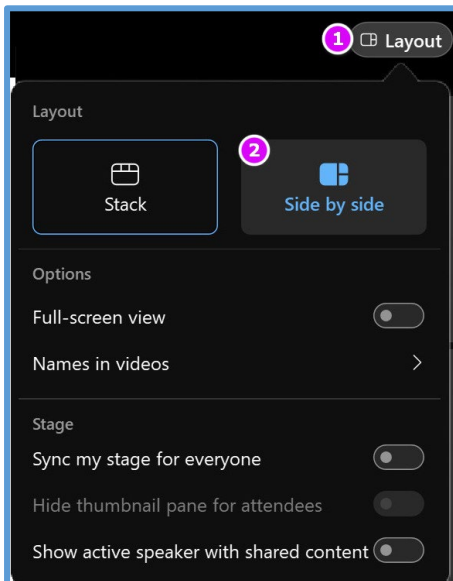 1 Layout
Layout
2
Stack Side by side
Options
Full-screen view
Names in videos
Stage
Sync my stage for everyone
Hide thumbnail pane for attendees
Show active speaker with shared content